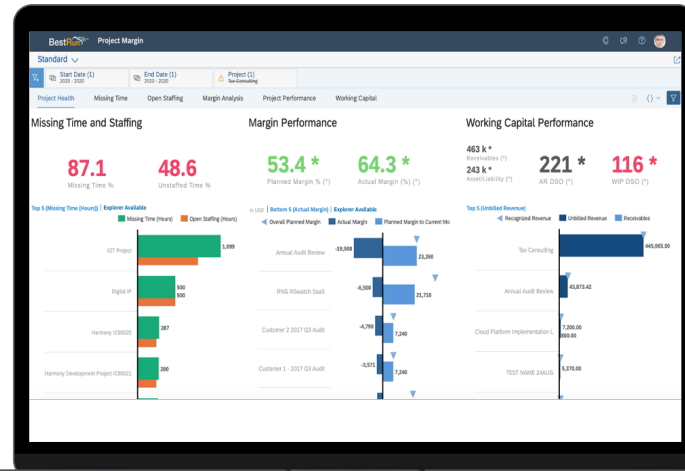 BestRun Project Margin
Standard
Start Date (1)
2020 - 2020
End Date (1)
2020 - 2020
Project (1)
Tax Consulting
Project Health Missing Time Open Staffing Margin Analysis Project Performance Working Capital
Missing Time and Staffing
87.1
Missing Time %
48.6
Unstaffed Time %
Top 5 (Missing Time (Hours)) | Explorer Available
Missing Time (Hours) Open Staffing (Hours)
IOT Project 1,099
Digital IP 500
500
Harmony IC90020 287
Harmony Development Project IC90021 280
Margin Performance
53.4 *
Planned Margin % (*)
64.3 *
Actual Margin (%) (*)
In USD | Bottom 5 (Actual Margin) | Explorer Available
Overall Planned Margin Actual Margin Planned Margin to Current Mo
Annual Audit Review -19,508 23,260
RNG RGwatch SaaS -6,509 21,710
Customer 2 2017 Q3 Audit -4,790 7,240
Customer 1 - 2017 Q3 Audit -3,571 7,240
Working Capital Performance
463 k *
Receivables (*)
243 k *
Asset/Liability (*)
221 *
AR DSO (*)
116 *
WIP DSO (*)
Top 5 (Unbilled Revenue)
Recognized Revenue Unbilled Revenue Receivables
Tax Consulting 445,065.00
Annual Audit Review 43,873.42
Cloud Platform Implementation L 7,200.00
800.00
TEST NAME 24AUG 5,370.00